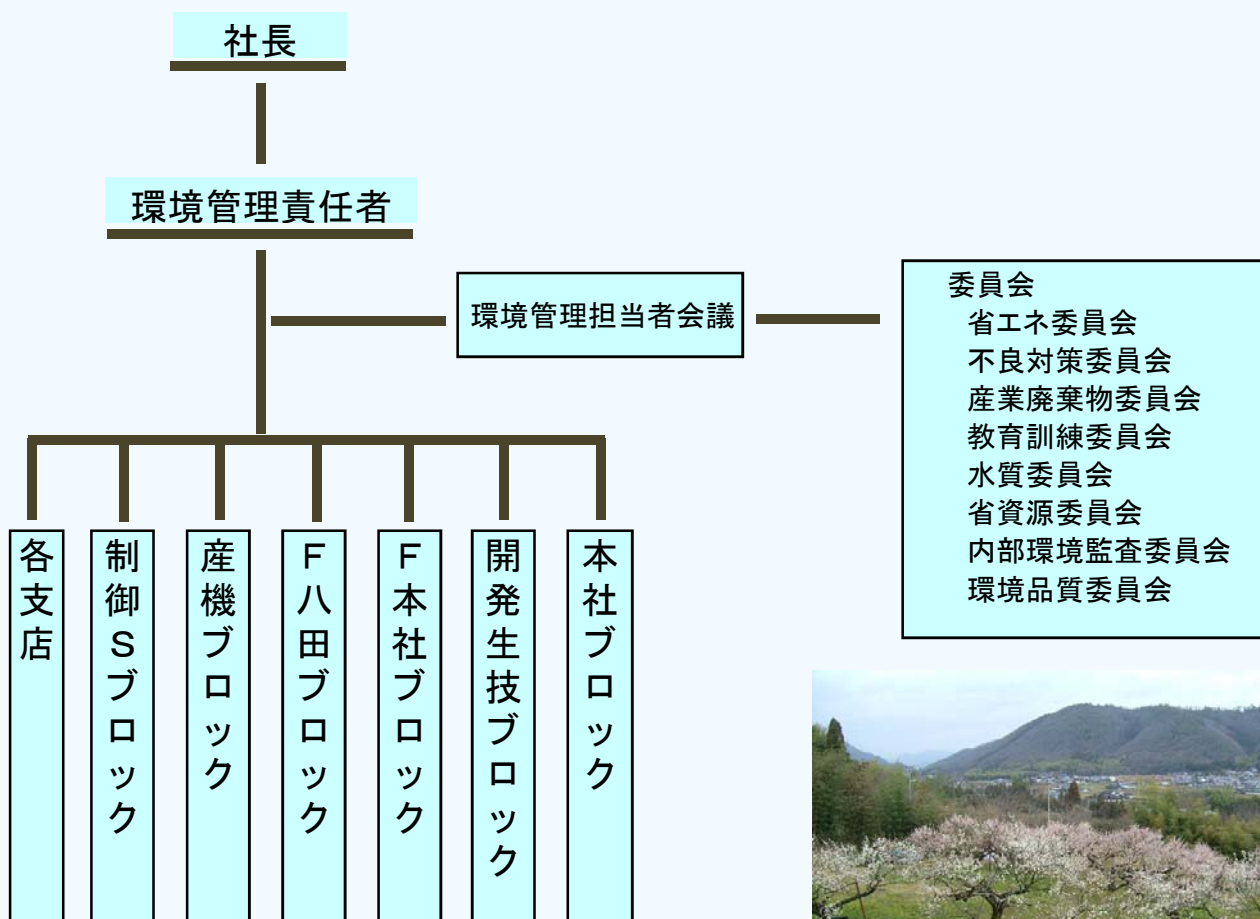 社長
環境管理責任者
環境管理担当者会議
委員会
省エネ委員会
不良対策委員会
産業廃棄物委員会
教育訓練委員会
水質委員会
省資源委員会
内部環境監査委員会
環境品質委員会
各支店
制御Sブロック
産機ブロック
F八田ブロック
F本社ブロック
開発生技ブロック
本社ブロック